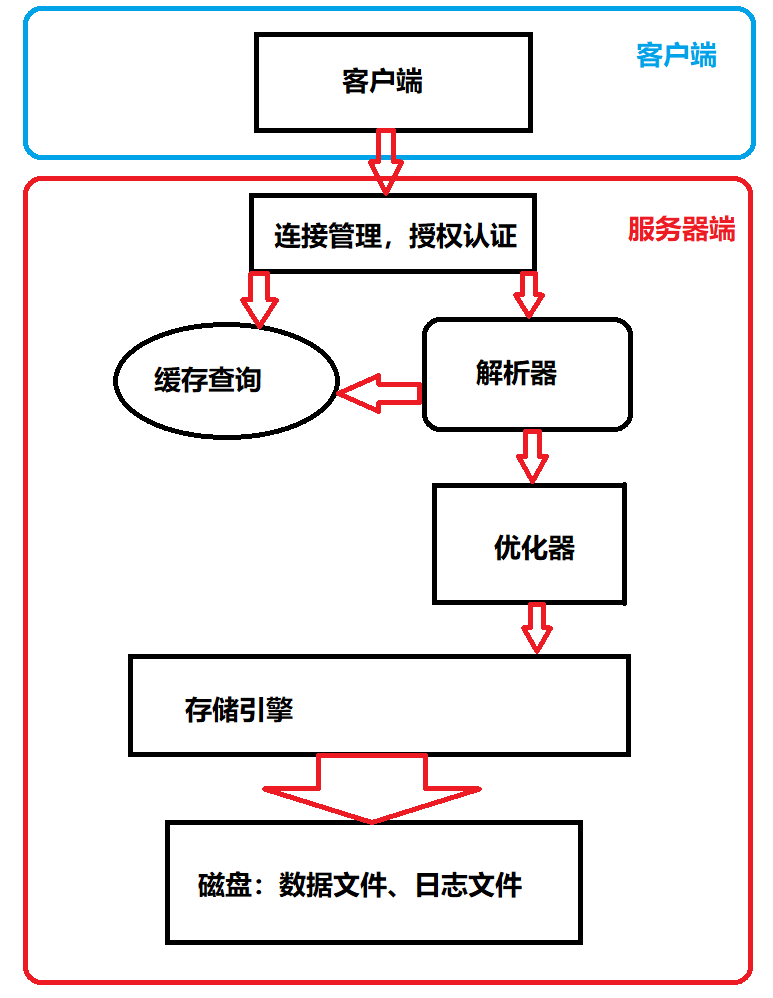 客户端
客户端
连接管理，授权认证
服务器端
缓存查询
解析器
优化器
存储引擎
磁盘：数据文件、日志文件